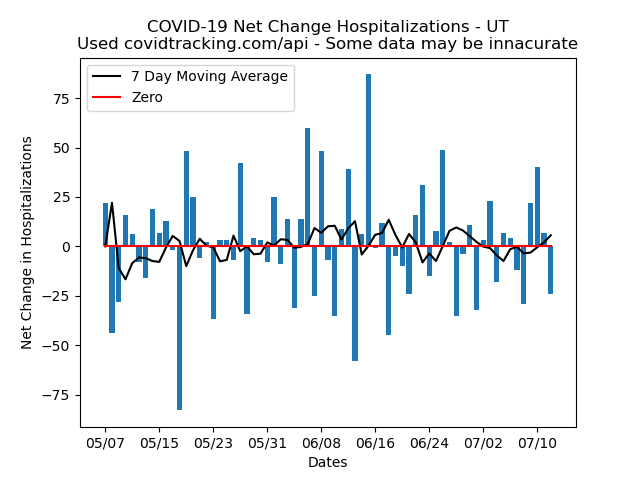 COVID-19 Net Change Hospitalizations - UT
Used covidtracking.com/api - Some data may be innacurate
7 Day Moving Average
Zero
Net Change in Hospitalizations
75
50
25
0
−25
−50
−75
05/07 05/15 05/23 05/31 06/08 06/16 06/24 07/02 07/10
Dates